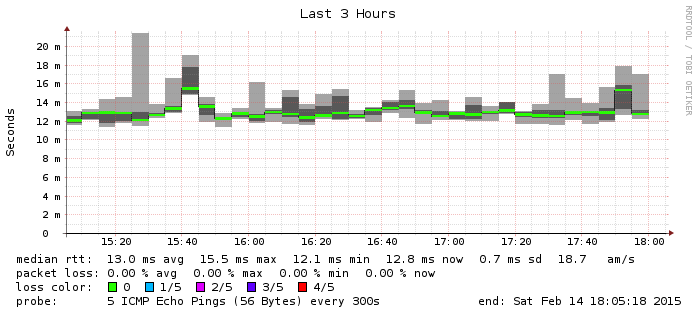 Last 3 Hours
RRDTOOL / TOBI OETIKER
Seconds
20 m
18 m
16 m
14 m
12 m
10 m
8 m
6 m
4 m
2 m
0
15:20 15:40 16:00 16:20 16:40 17:00 17:20 17:40 18:00
median rtt: 13.0 ms avg 15.5 ms max 12.1 ms min 12.8 ms now 0.7 ms sd 18.7 am/s
packet loss: 0.00 % avg 0.00 % max 0.00 % min 0.00 % now
loss color: 0 1/5 2/5 3/5 4/5
probe: 5 ICMP Echo Pings (56 Bytes) every 300s end: Sat Feb 14 18:05:18 2015